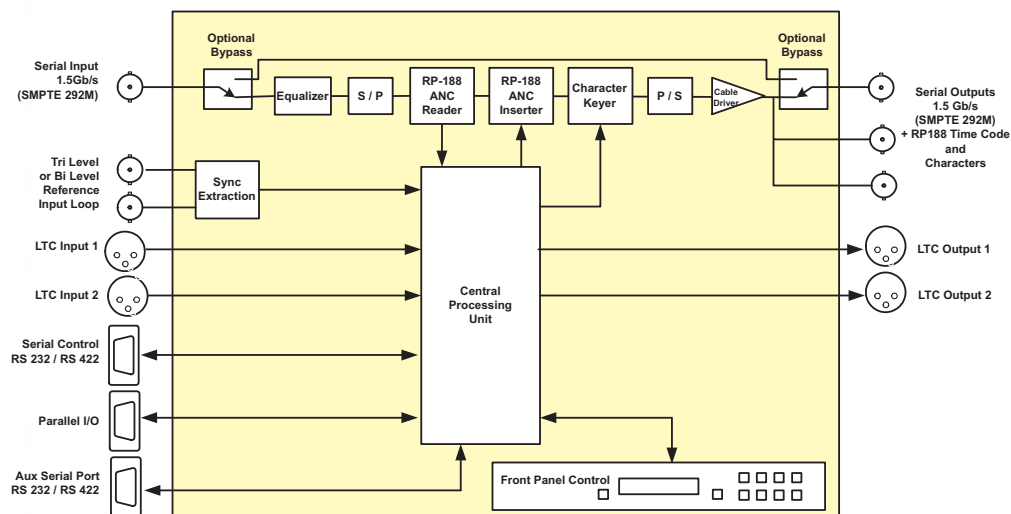 Optional
Bypass
Optional
Bypass
Serial Input
1.5Gb/s
(SMPTE 292M)
Equalizer
S / P
RP-188
ANC
Reader
RP-188
ANC
Inserter
Character
Keyer
P / S
Cable
Driver
Serial Outputs
1.5 Gb/s
(SMPTE 292M)
+ RP188 Time Code
and
Characters
Tri Level
or Bi Level
Reference
Input Loop
Sync
Extraction
LTC Input 1
LTC Output 1
LTC Input 2
LTC Output 2
Central
Processing
Unit
Serial Control
RS 232 / RS 422
Parallel I/O
Aux Serial Port
RS 232 / RS 422
Front Panel Control